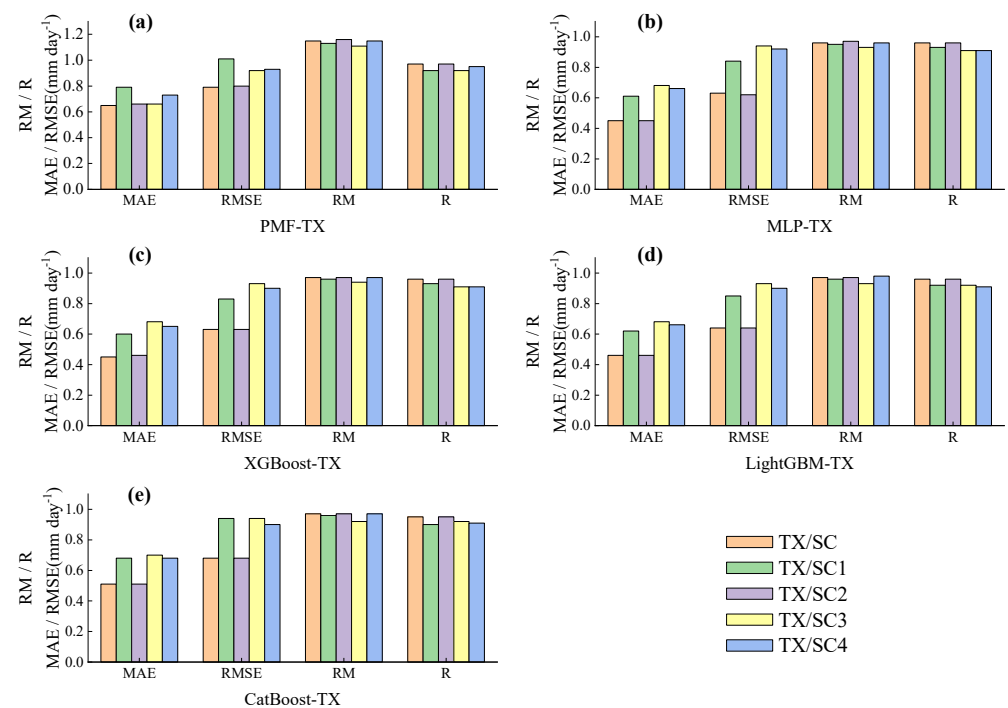 (a)
RM / R
MAE / RMSE(mm day-1)
1.2
1.0
0.8
0.6
0.4
0.2
0.0
MAE
RMSE
RM
R
PMF-TX
(b)
RM / R
MAE / RMSE(mm day-1)
1.0
0.8
0.6
0.4
0.2
0.0
MAE
RMSE
RM
R
MLP-TX
(c)
RM / R
MAE / RMSE(mm day-1)
1.0
0.8
0.6
0.4
0.2
0.0
MAE
RMSE
RM
R
XGBoost-TX
(d)
RM / R
MAE / RMSE(mm day-1)
1.0
0.8
0.6
0.4
0.2
0.0
MAE
RMSE
RM
R
LightGBM-TX
(e)
RM / R
MAE / RMSE(mm day-1)
1.0
0.8
0.6
0.4
0.2
0.0
MAE
RMSE
RM
R
CatBoost-TX
TX/SC
TX/SC1
TX/SC2
TX/SC3
TX/SC4